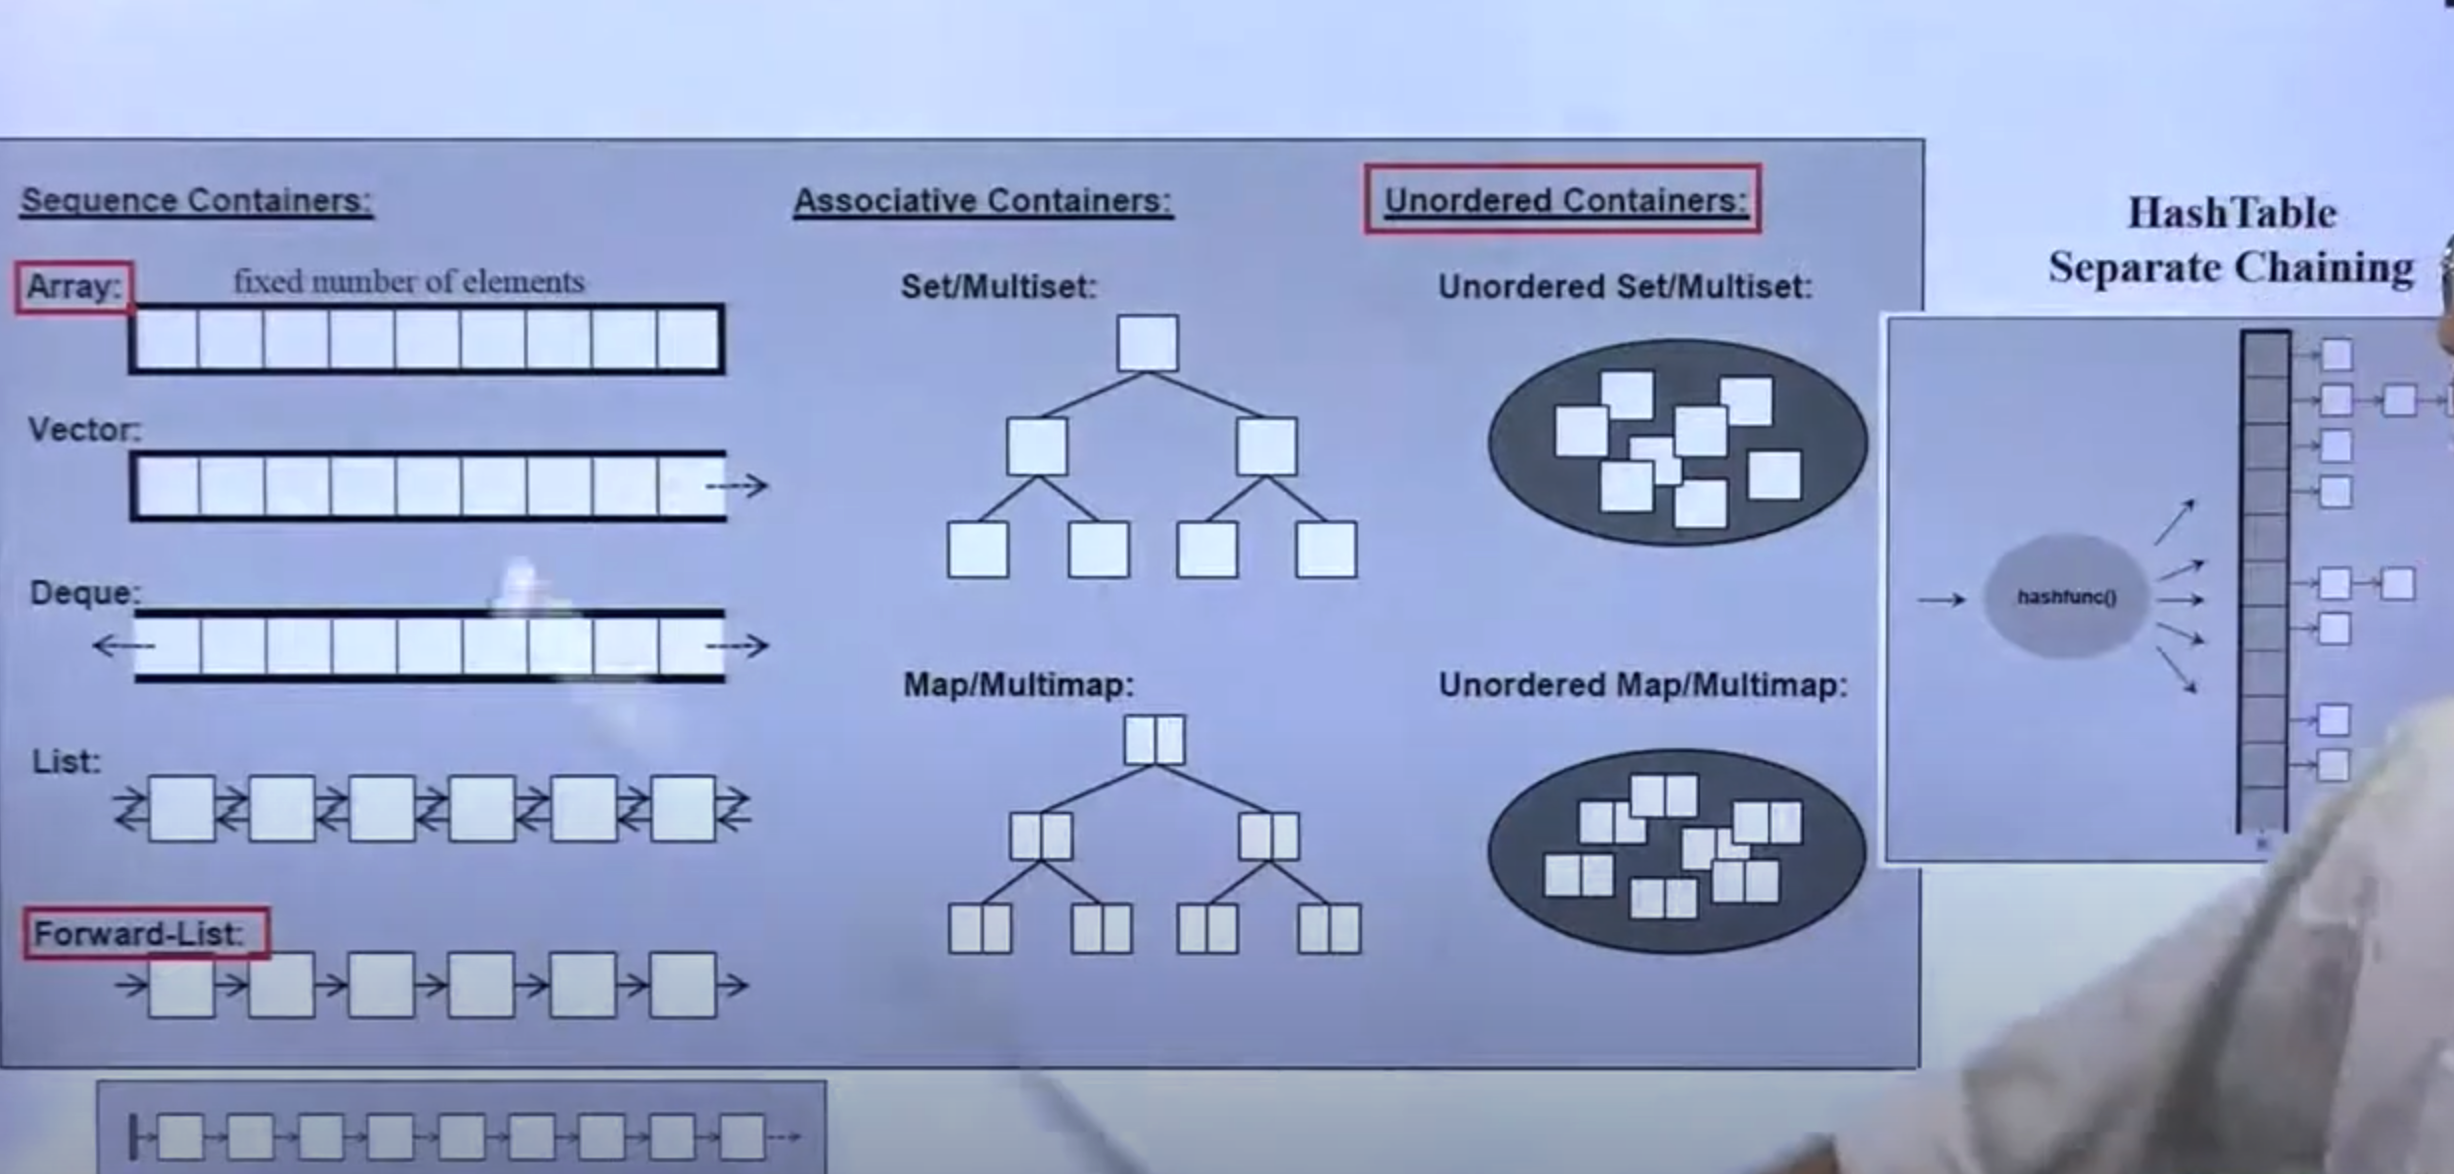 Sequence Containers:
Array:
fixed number of elements
Vector:
Deque:
List:
Forward-List:
Associative Containers:
Set/Multiset:
Map/Multimap:
Unordered Containers:
Unordered Set/Multiset:
Unordered Map/Multimap:
HashTable
Separate Chaining
hashfunc()